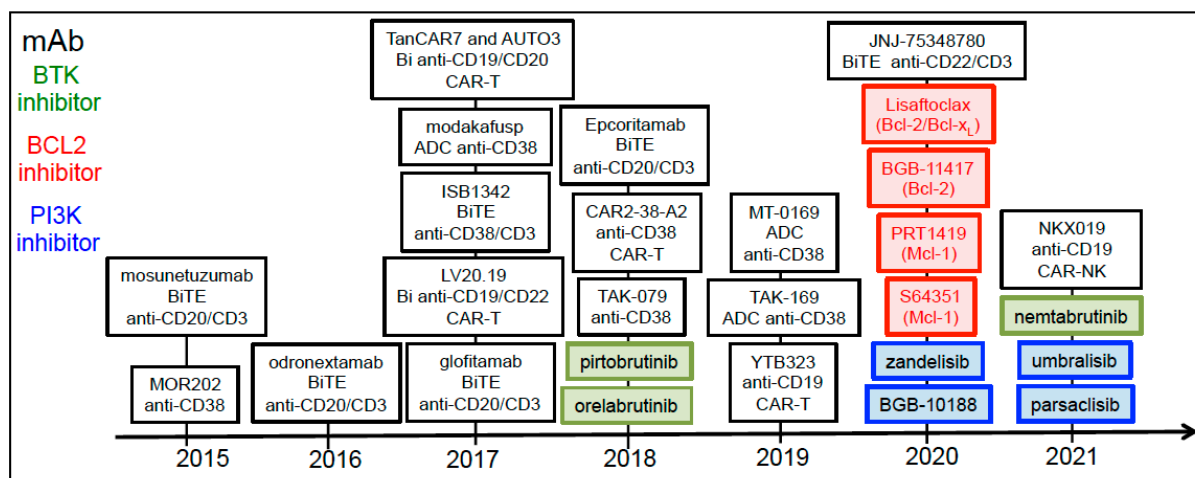 mAb
BTK
inhibitor
BCL2
inhibitor
PI3K
inhibitor
mosunetuzumab
BiTE
anti-CD20/CD3
MOR202
anti-CD38
odronextamab
BiTE
anti-CD20/CD3
TanCAR7 and AUTO3
Bi anti-CD19/CD20
CAR-T
modakafusp
ADC anti-CD38
ISB1342
BiTE
anti-CD38/CD3
LV20.19
Bi anti-CD19/CD22
CAR-T
glofitamab
BiTE
anti-CD20/CD3
Epcoritamab
BiTE
anti-CD20/CD3
CAR2-38-A2
anti-CD38
CAR-T
TAK-079
anti-CD38
pirtobrutinib
orelabrutinib
MT-0169
ADC
anti-CD38
TAK-169
ADC anti-CD38
YTB323
anti-CD19
CAR-T
JNJ-75348780
BiTE anti-CD22/CD3
Lisaftoclax
(Bcl-2/Bcl-xL)
BGB-11417
(Bcl-2)
PRT1419
(Mcl-1)
S64351
(Mcl-1)
zandelisib
BGB-10188
NKX019
anti-CD19
CAR-NK
nemtabrutinib
umbralisib
parsaclisib
2015 2016 2017 2018 2019 2020 2021